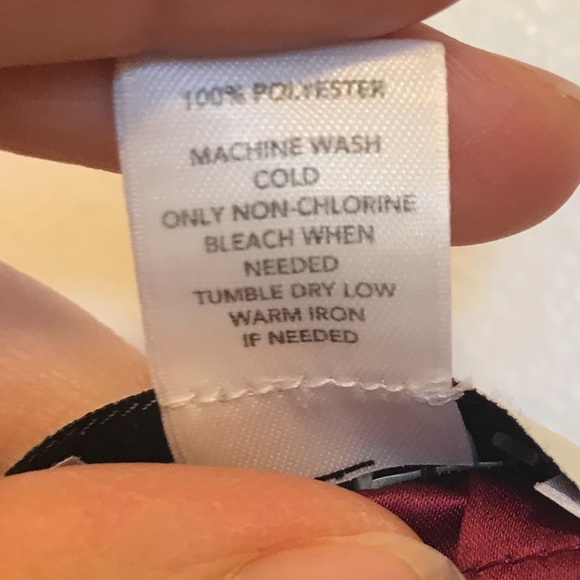 100% POLYESTER
MACHINE WASH
COLD
ONLY NON-CHLORINE
BLEACH WHEN
NEEDED
TUMBLE DRY LOW
WARM IRON
IF NEEDED